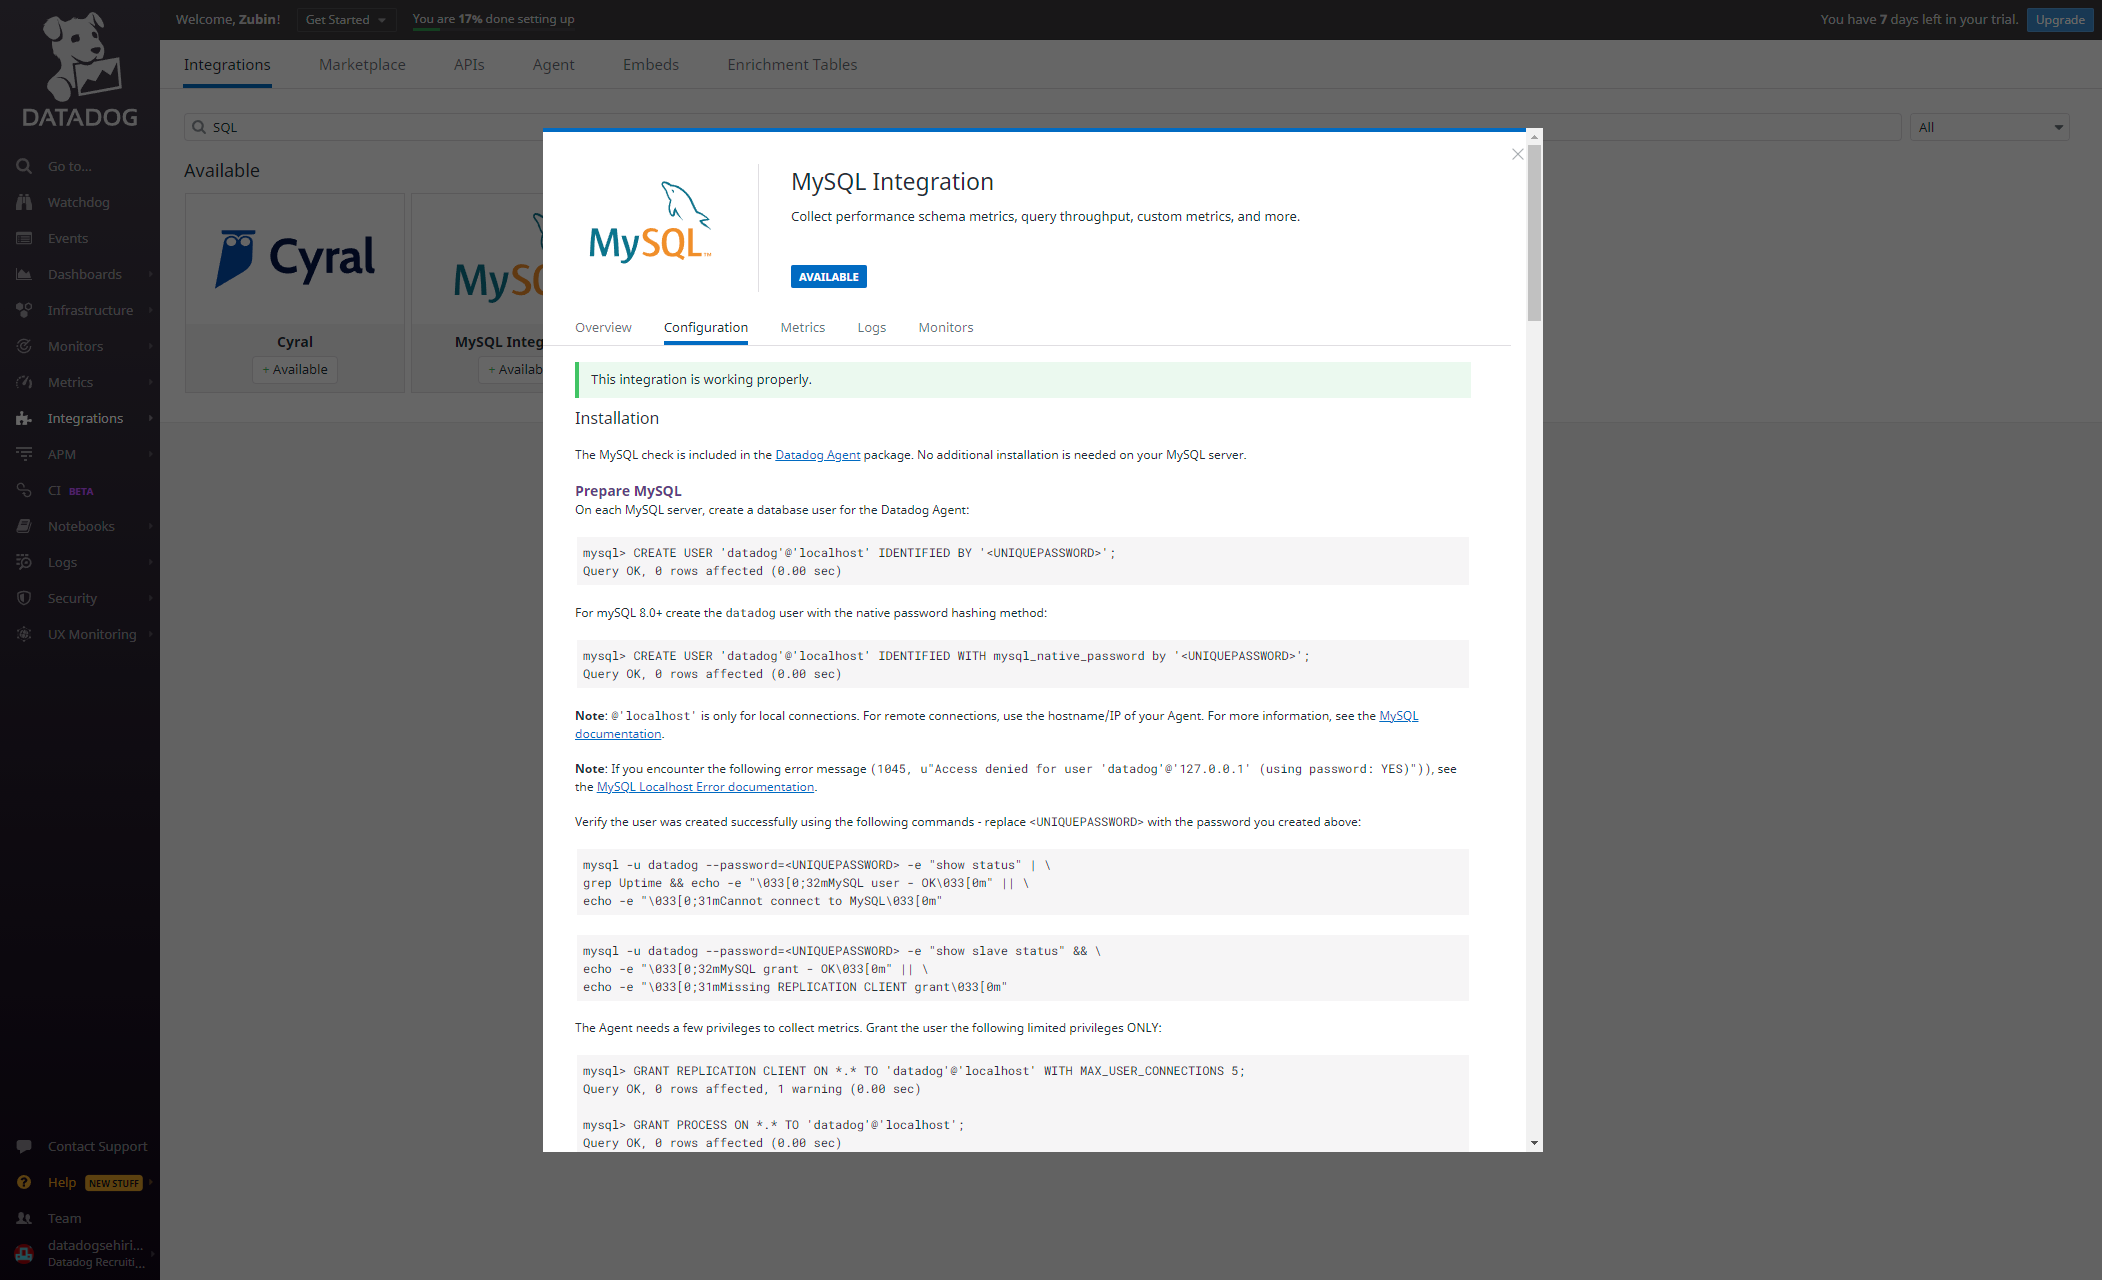 Welcome, Zubin!
Get Started
You are 17% done setting up
You have 7 days left in your trial.
Upgrade
DATADOG
Go to...
Watchdog
Events
Dashboards
Infrastructure
Monitors
Metrics
Integrations
APM
CI BETA
Notebooks
Logs
Security
UX Monitoring
Contact Support
Help NEW STUFF
Team
datadogsehiri...
Datadog Recruiti...
Integrations
Marketplace
APIs
Agent
Embeds
Enrichment Tables
SQL
All
Available
Cyral
Cyral
+ Available
MySQ
MySQL Integ
+ Availab
MySQL™
MySQL Integration
Collect performance schema metrics, query throughput, custom metrics, and more.
AVAILABLE
Overview
Configuration
Metrics
Logs
Monitors
This integration is working properly.
Installation
The MySQL check is included in the Datadog Agent package. No additional installation is needed on your MySQL server.
Prepare MySQL
On each MySQL server, create a database user for the Datadog Agent:
mysql> CREATE USER 'datadog'@'localhost' IDENTIFIED BY '<UNIQUEPASSWORD>';
Query OK, 0 rows affected (0.00 sec)
For mySQL 8.0+ create the datadog user with the native password hashing method:
mysql> CREATE USER 'datadog'@'localhost' IDENTIFIED WITH mysql_native_password by '<UNIQUEPASSWORD>';
Query OK, 0 rows affected (0.00 sec)
Note: @'localhost' is only for local connections. For remote connections, use the hostname/IP of your Agent. For more information, see the MySQL
documentation.
Note: If you encounter the following error message (1045, u"Access denied for user 'datadog'@'127.0.0.1' (using password: YES)")), see
the MySQL Localhost Error documentation.
Verify the user was created successfully using the following commands - replace <UNIQUEPASSWORD> with the password you created above:
mysql -u datadog --password=<UNIQUEPASSWORD> -e "show status" | \
grep Uptime && echo -e "\033[0;32mMySQL user - OK\033[0m" || \
echo -e "\033[0;31mCannot connect to MySQL\033[0m"
mysql -u datadog --password=<UNIQUEPASSWORD> -e "show slave status" && \
echo -e "\033[0;32mMySQL grant - OK\033[0m" || \
echo -e "\033[0;31mMissing REPLICATION CLIENT grant\033[0m"
The Agent needs a few privileges to collect metrics. Grant the user the following limited privileges ONLY:
mysql> GRANT REPLICATION CLIENT ON *.* TO 'datadog'@'localhost' WITH MAX_USER_CONNECTIONS 5;
Query OK, 0 rows affected, 1 warning (0.00 sec)
mysql> GRANT PROCESS ON *.* TO 'datadog'@'localhost';
Query OK, 0 rows affected (0.00 sec)